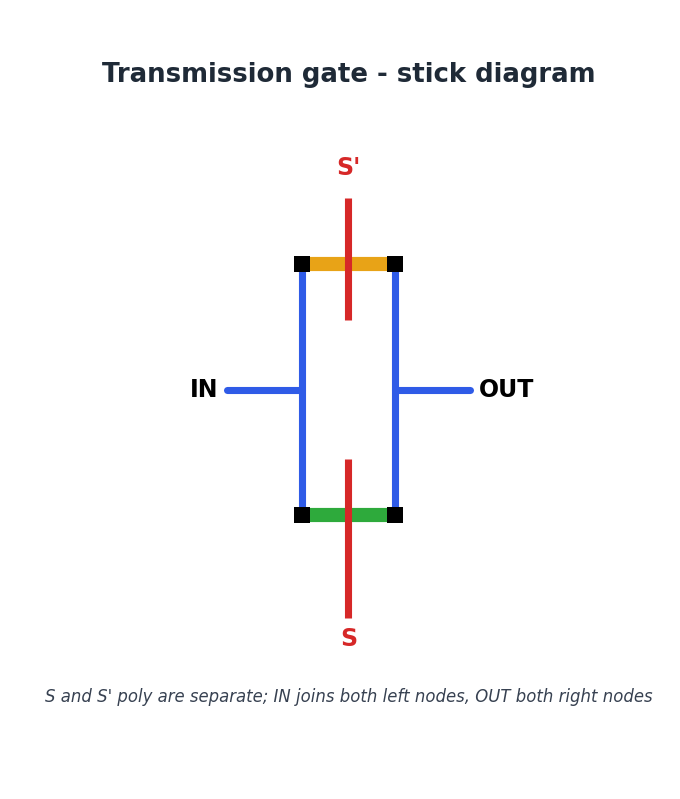 Transmission gate - stick diagram
S'
IN
OUT
S
S and S' poly are separate; IN joins both left nodes, OUT both right nodes